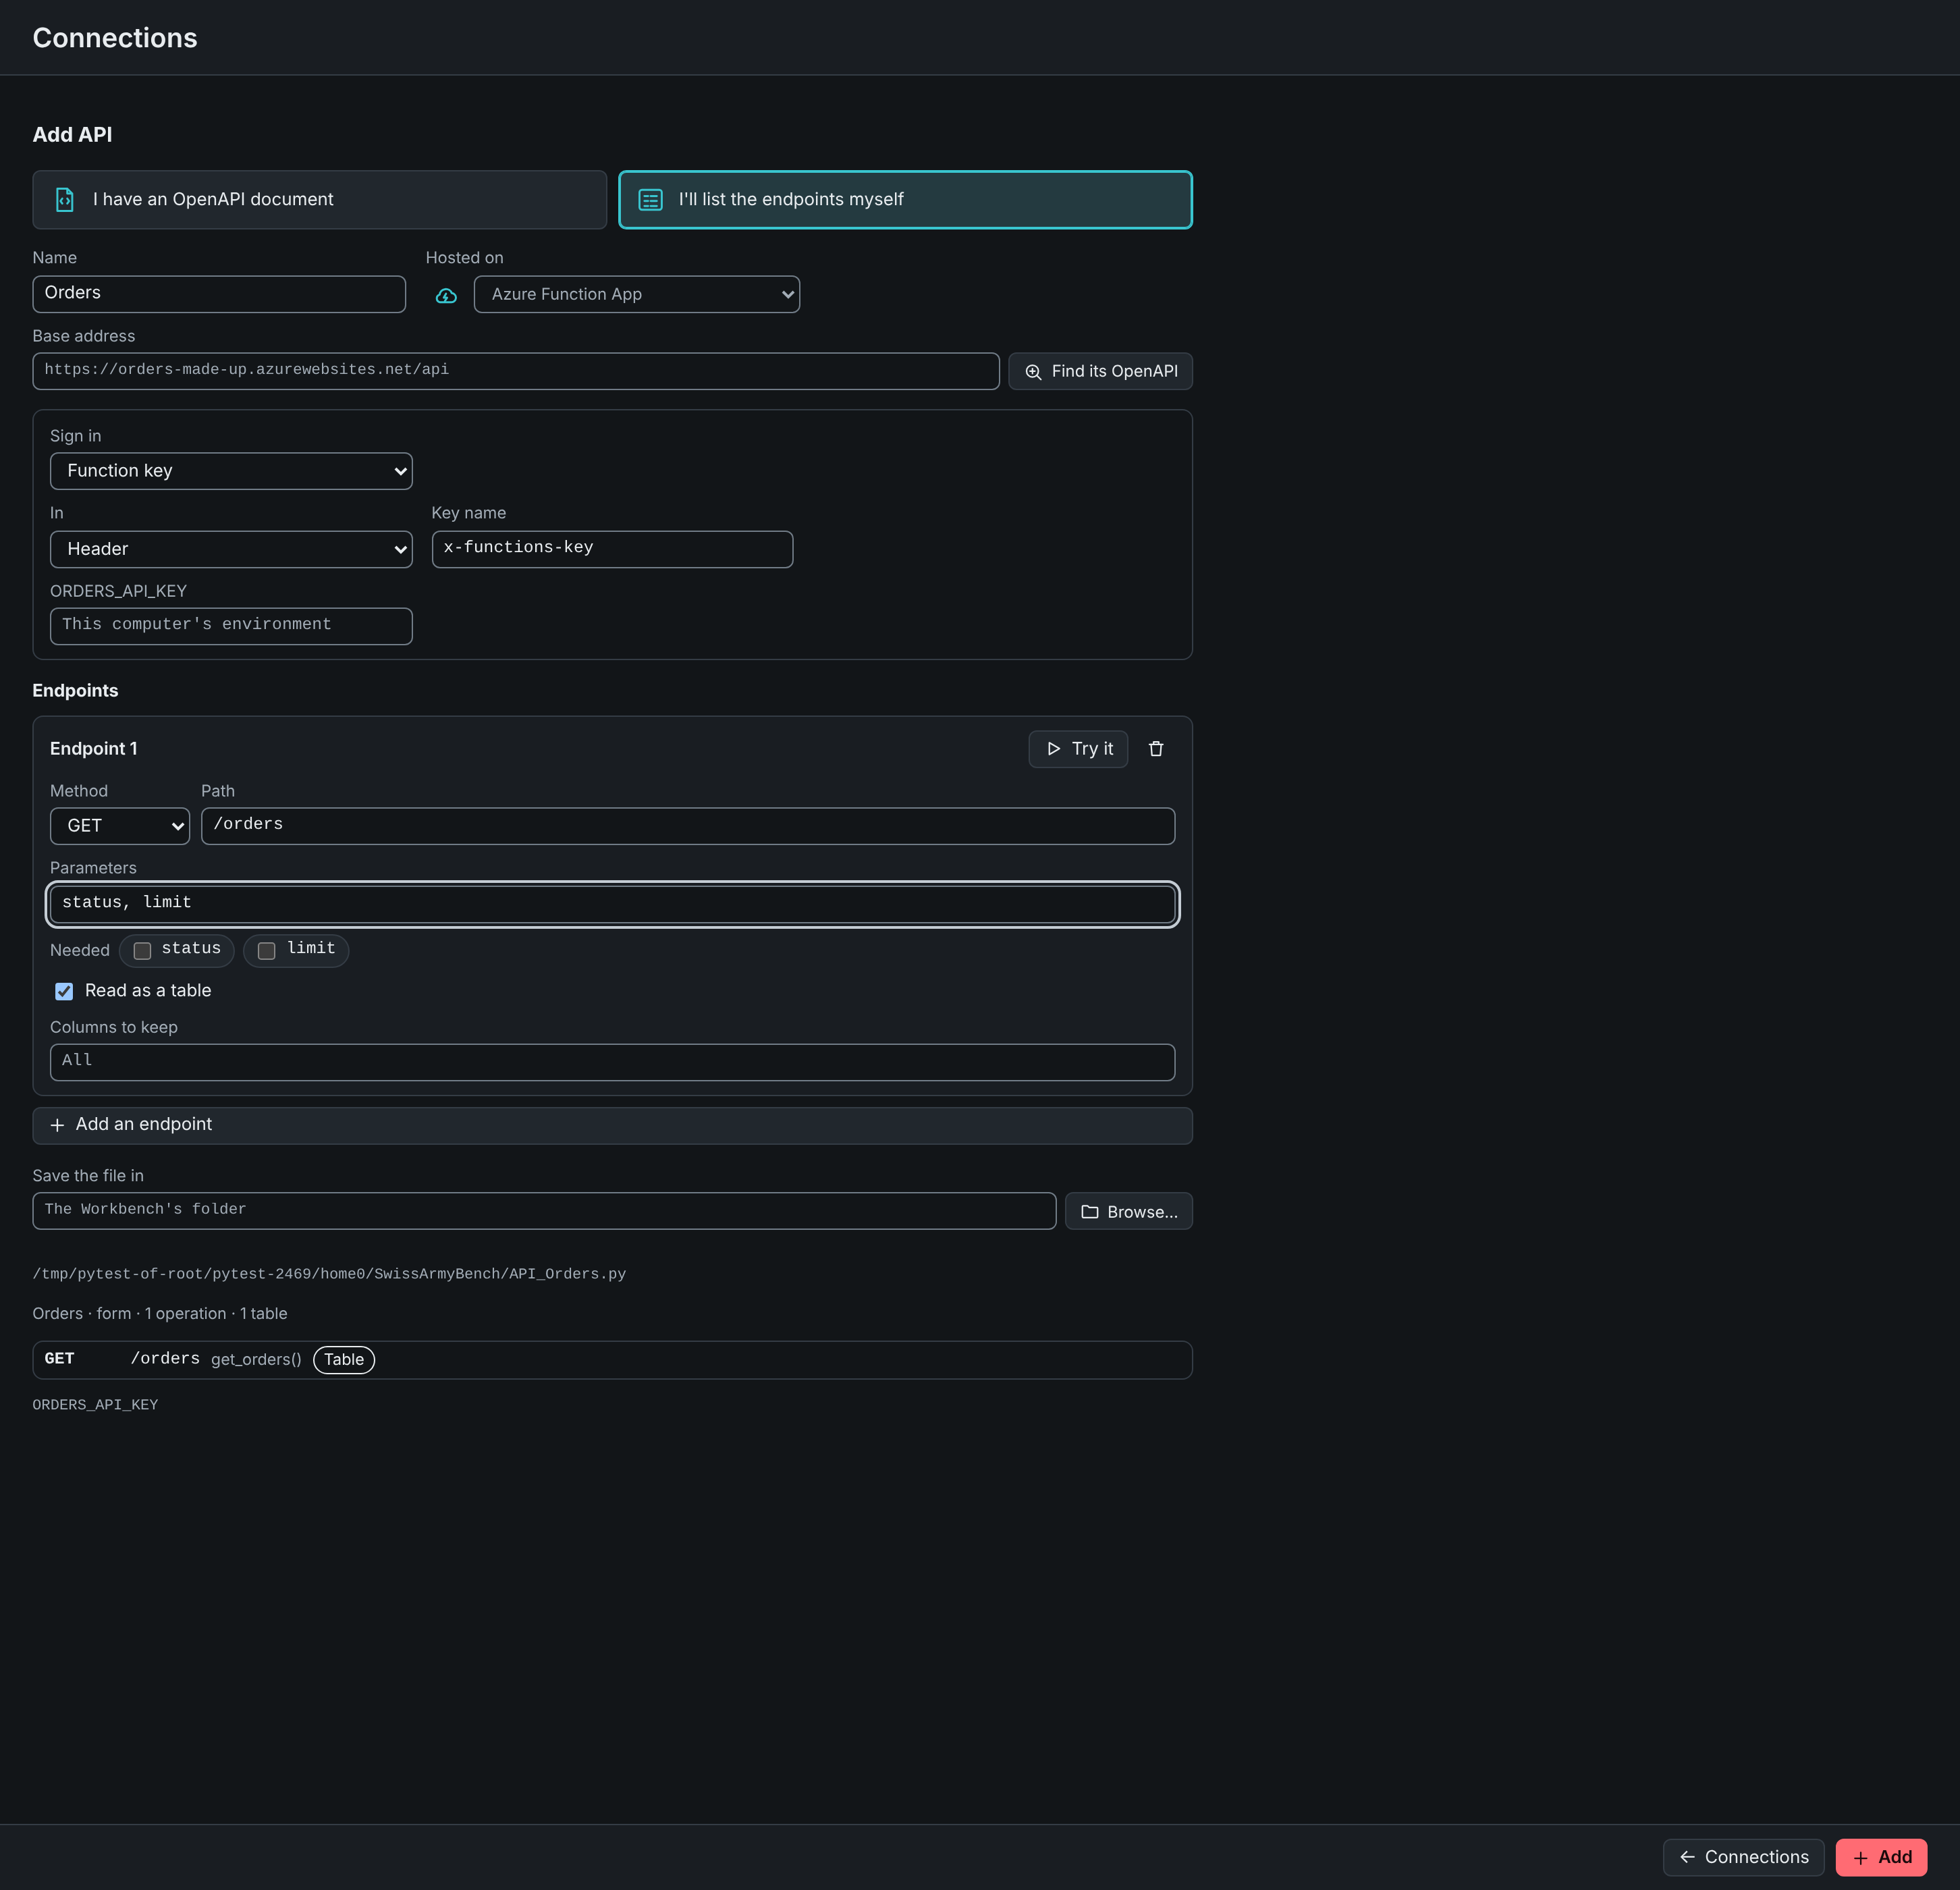 Connections
Add API
I have an OpenAPI document
I'll list the endpoints myself
Name
Hosted on
Orders
Azure Function App
Base address
https://orders-made-up.azurewebsites.net/api
Find its OpenAPI
Sign in
Function key
In
Key name
Header
x-functions-key
ORDERS_API_KEY
This computer's environment
Endpoints
Endpoint 1
Try it
Method
Path
GET
/orders
Parameters
status, limit
Needed
status
limit
Read as a table
Columns to keep
All
Add an endpoint
Save the file in
The Workbench's folder
Browse...
/tmp/pytest-of-root/pytest-2469/home0/SwissArmyBench/API_Orders.py
Orders · form · 1 operation · 1 table
GET /orders get_orders() Table
ORDERS_API_KEY
Connections
Add